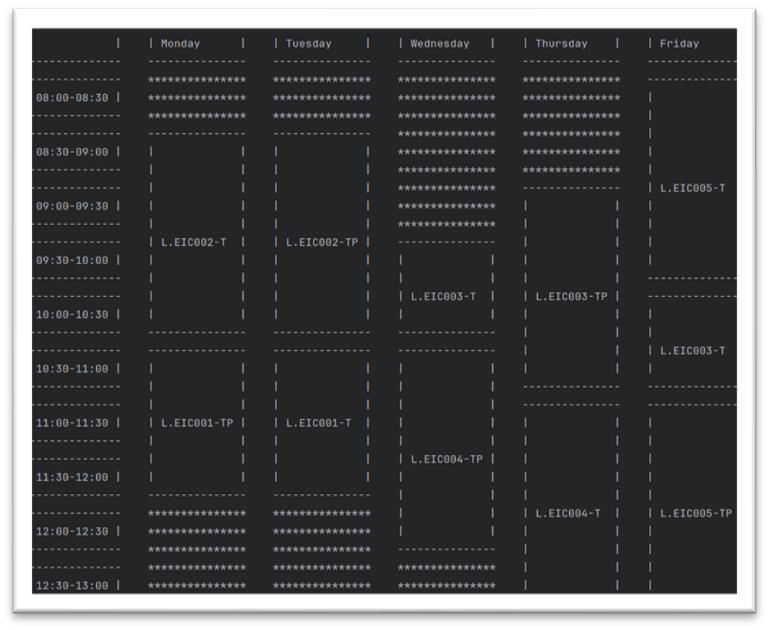 Monday Tuesday Wednesday Thursday Friday
08:00-08:30
08:30-09:00
L.EIC005-T
09:00-09:30
L.EIC002-T L.EIC002-TP
09:30-10:00
L.EIC003-T L.EIC003-TP
10:00-10:30
L.EIC003-T
10:30-11:00
11:00-11:30 L.EIC001-TP L.EIC001-T
L.EIC004-TP
11:30-12:00
L.EIC004-T L.EIC005-TP
12:00-12:30
12:30-13:00